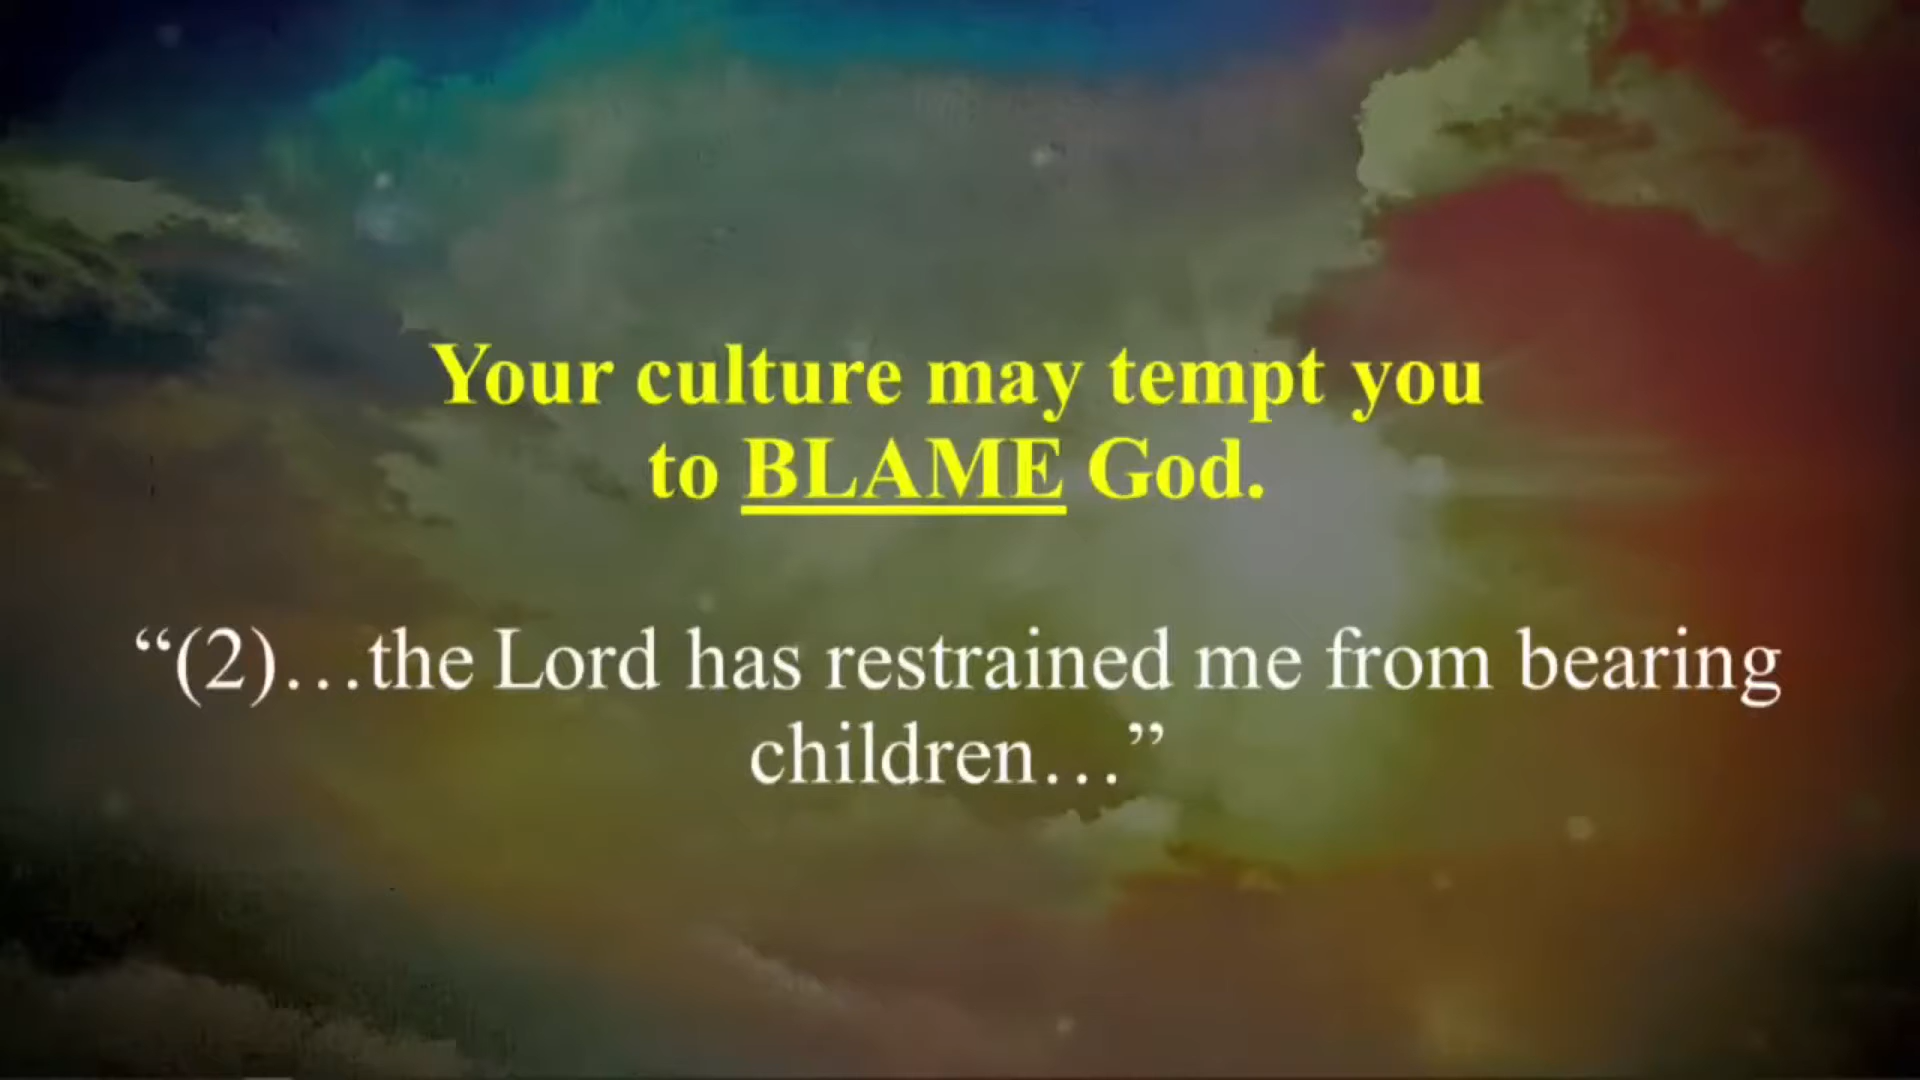 Your culture may tempt you
to BLAME God.
“(2)…the Lord has restrained me from bearing
children…”